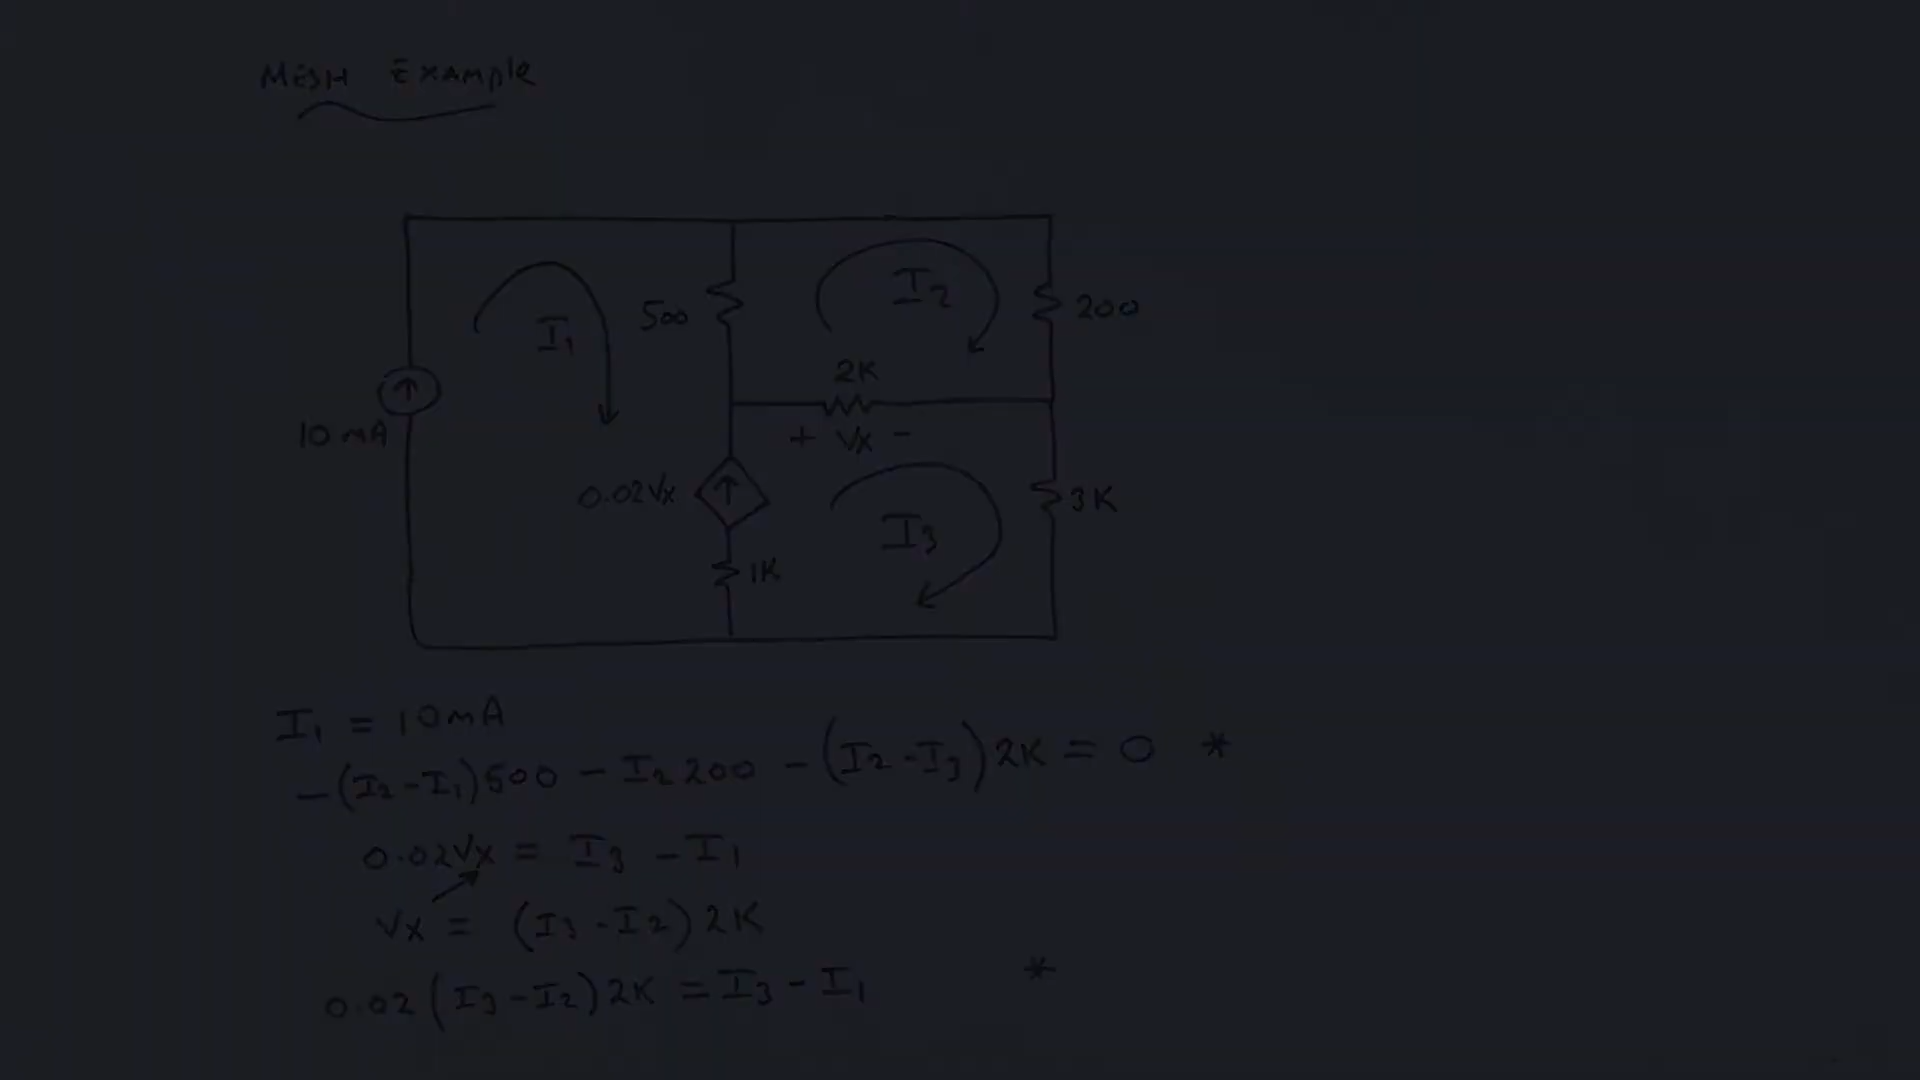 MESH Example
I1
500
I2
200
2K
10 mA
+ Vx -
0.02Vx
I3
3K
1K
I1 = 10mA
-(I2-I1)500 - I2 200 - (I2-I3)2K = 0 *
0.02Vx = I3 - I1
Vx = (I3-I2)2K
0.02(I3-I2)2K = I3 - I1 *